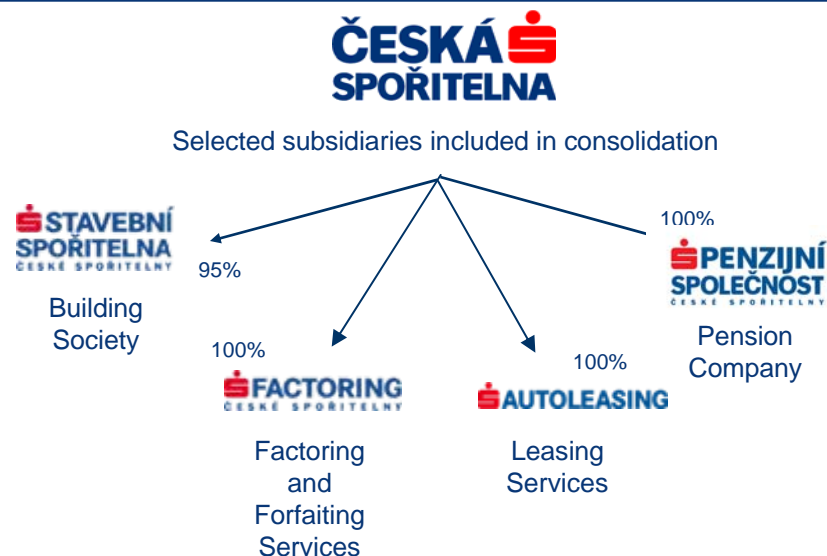 ČESKÁ
SPOŘITELNA
Selected subsidiaries included in consolidation
STAVEBNÍ
SPOŘITELNA
ČESKÉ SPOŘITELNY
95%
Building
Society
100%
FACTORING
ČESKÉ SPOŘITELNY
Factoring
and
Forfaiting
Services
100%
AUTOLEASING
Leasing
Services
100%
PENZIJNÍ
SPOLEČNOST
ČESKÉ SPOŘITELNY
Pension
Company